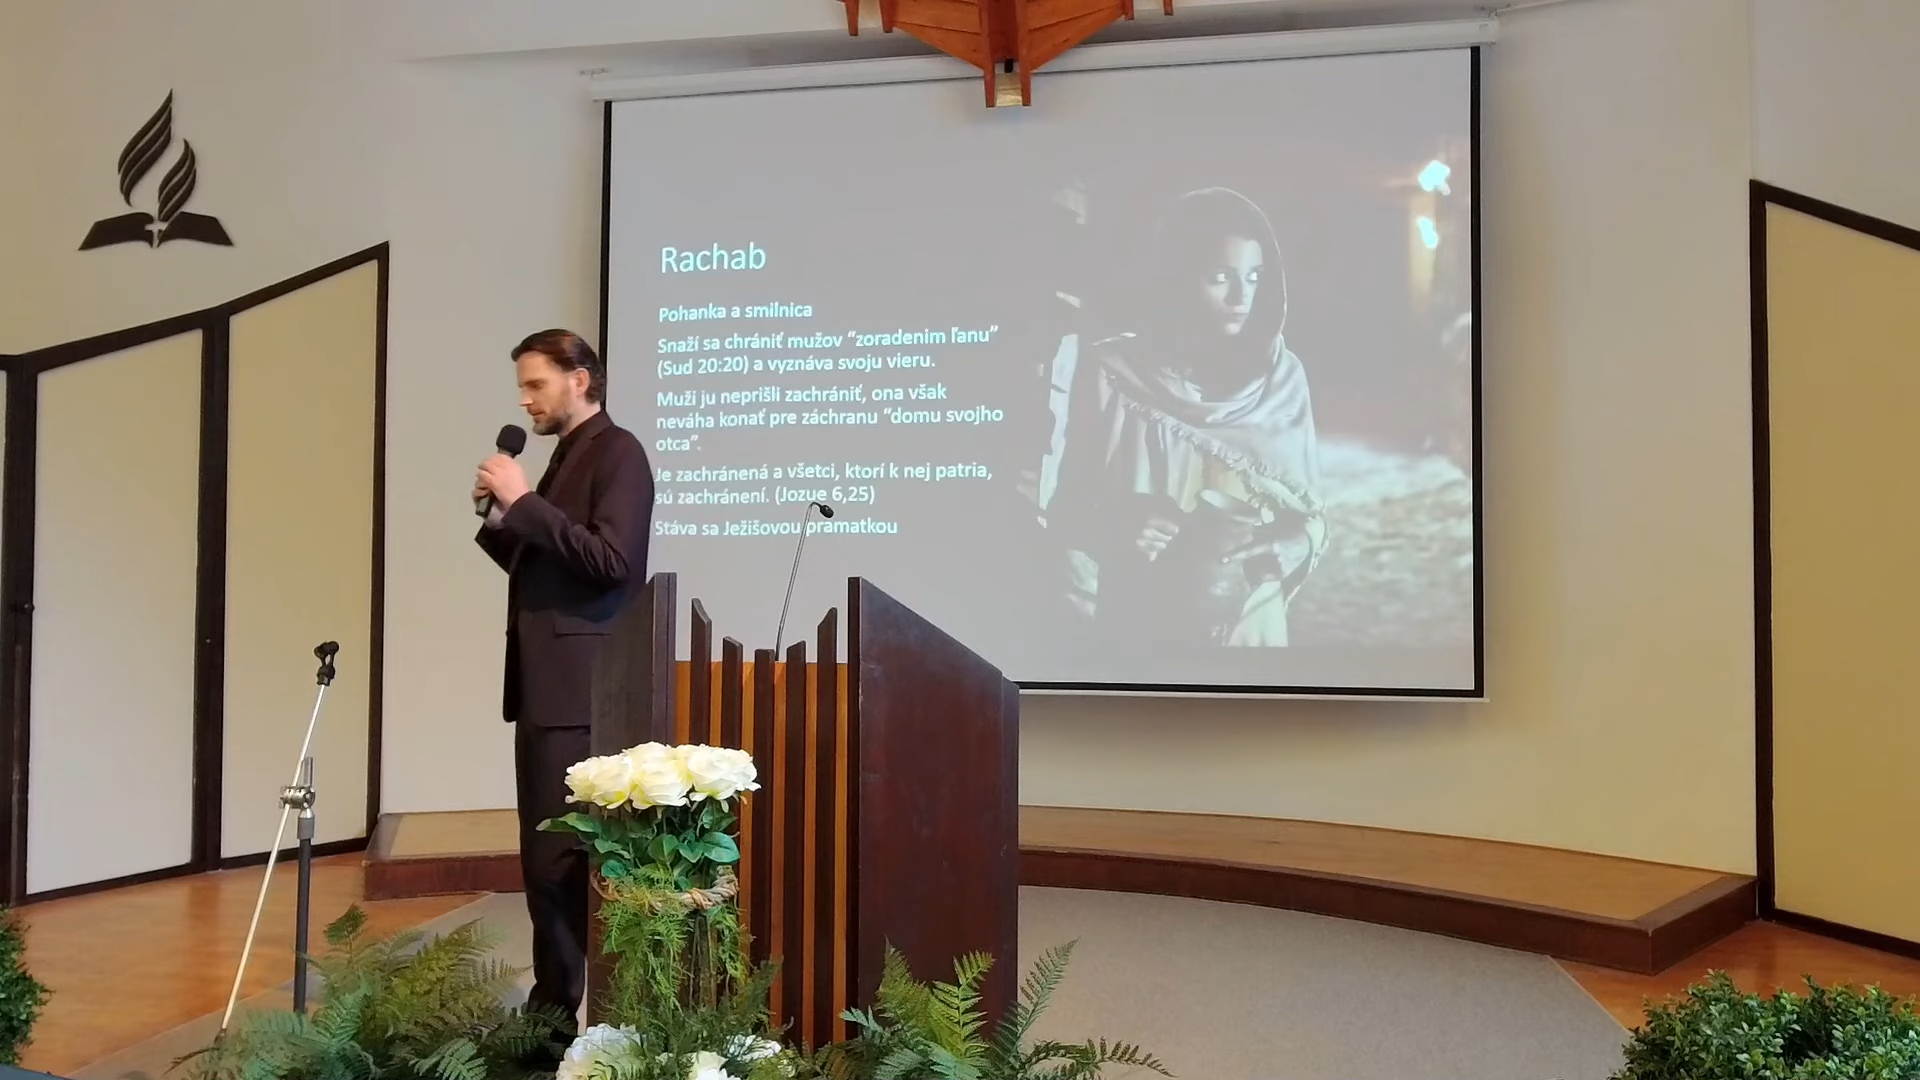 Rachab
Pohanka a smilnica
Snaží sa chrániť mužov “zoradenim ľanu”
(Sud 20:20) a vyznáva svoju vieru.
Muži ju neprišli zachrániť, ona však
neváha konať pre záchranu “domu svojho
otca”.
Je zachránená a všetci, ktorí k nej patria,
sú zachránení. (Jozue 6,25)
Stáva sa Ježišovou pramatkou